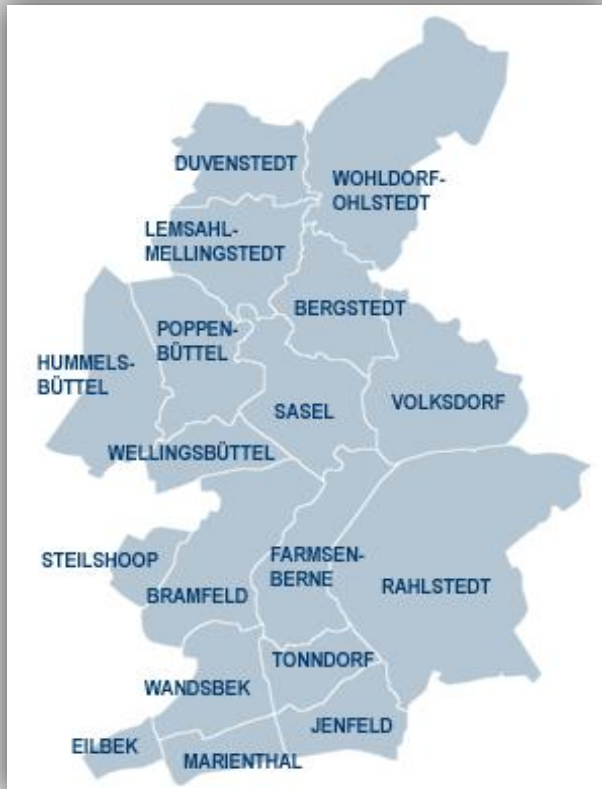 DUVENSTEDT
WOHLDORF-
OHLSTEDT
LEMSAHL-
MELLINGSTEDT
BERGSTEDT
POPPEN-
BÜTTEL
HUMMELS-
BÜTTEL
SASEL
VOLKSDORF
WELLINGSBÜTTEL
STEILSHOOP
FARMSEN-
BERNE
BRAMFELD
RAHLSTEDT
TONNDORF
WANDSBEK
JENFELD
EILBEK
MARIENTHAL